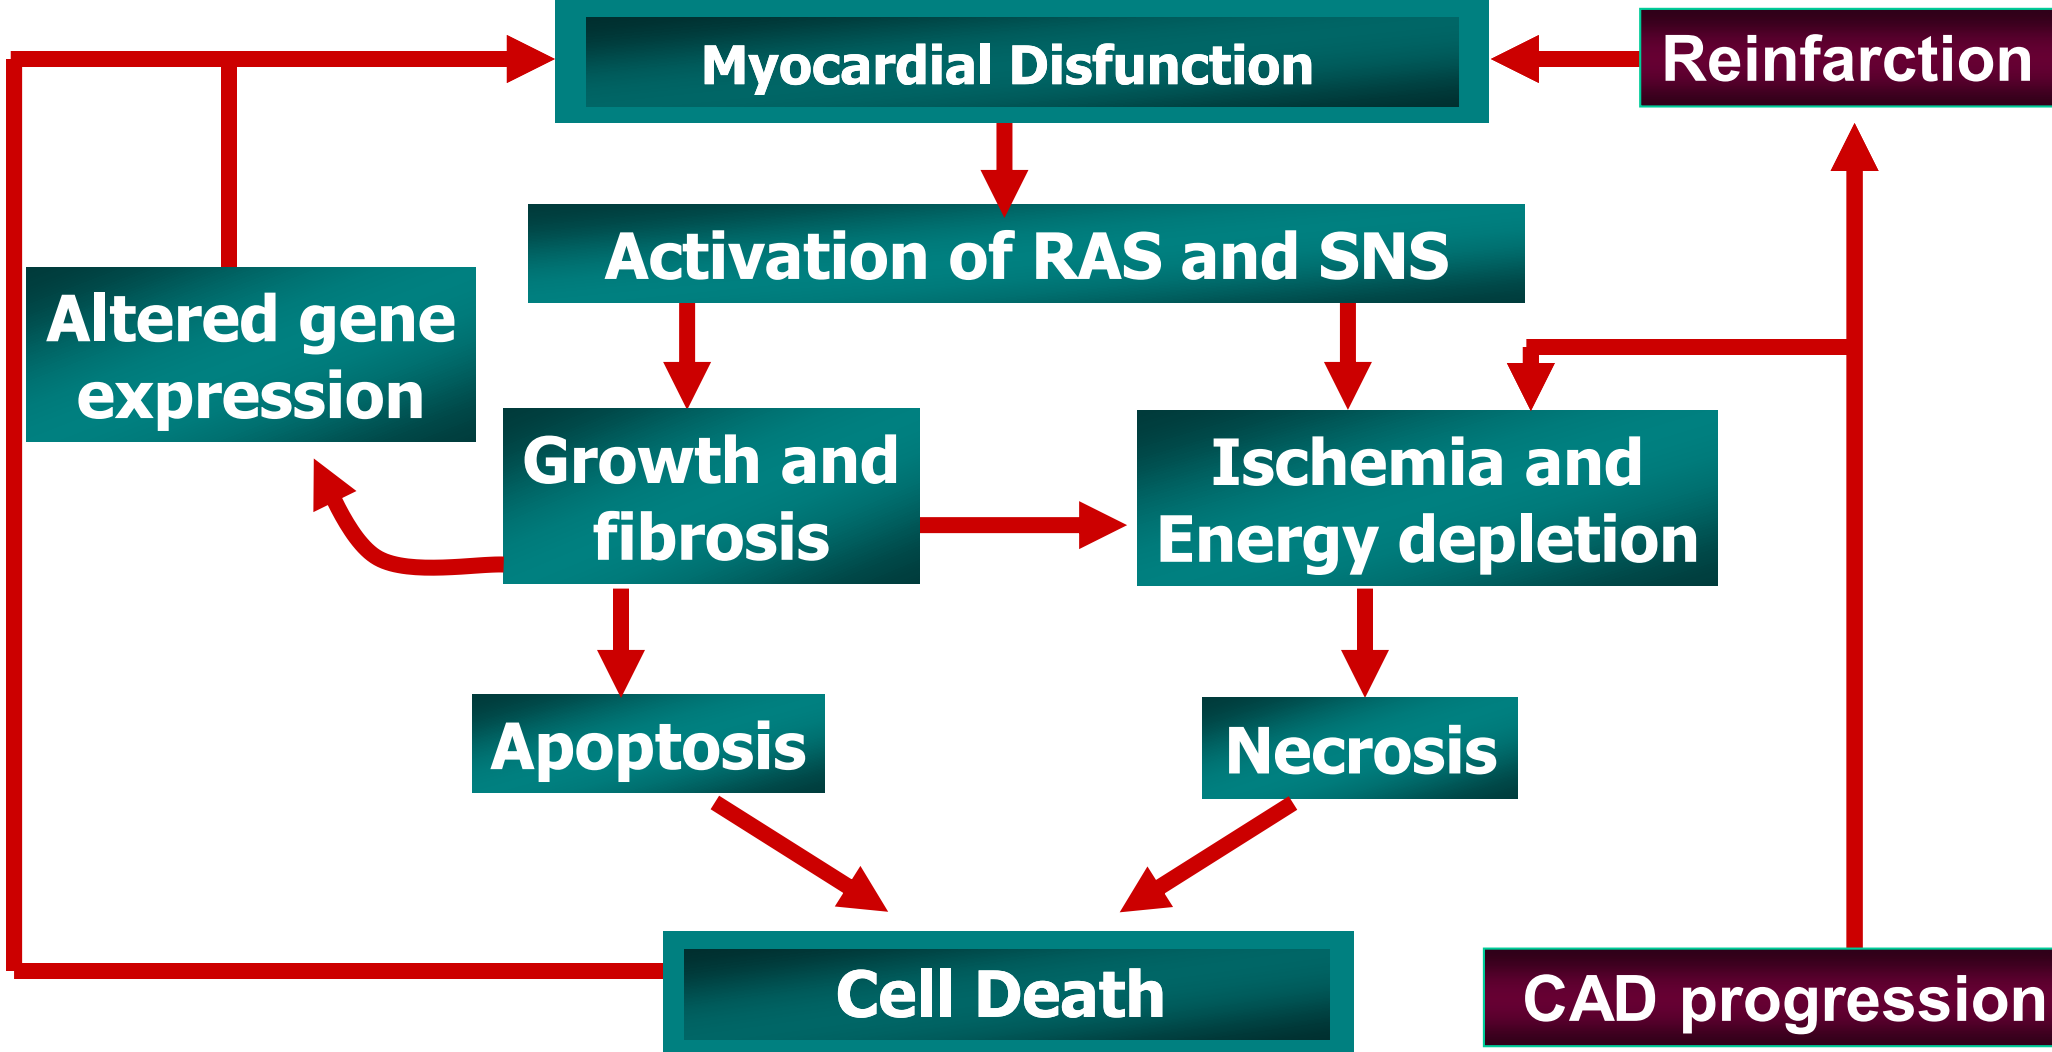 Myocardial Disfunction
Reinfarction
Activation of RAS and SNS
Altered gene
expression
Growth and
fibrosis
Ischemia and
Energy depletion
Apoptosis
Necrosis
Cell Death
CAD progression